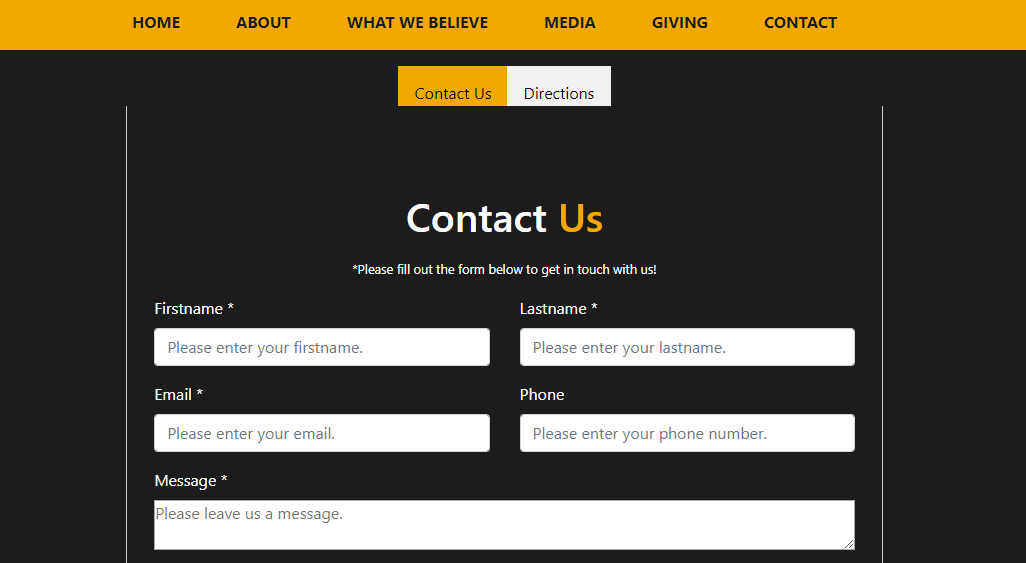 HOME ABOUT WHAT WE BELIEVE MEDIA GIVING CONTACT
Contact Us Directions
Contact Us
*Please fill out the form below to get in touch with us!
Firstname * Lastname *
Please enter your firstname. Please enter your lastname.
Email * Phone
Please enter your email. Please enter your phone number.
Message *
Please leave us a message.